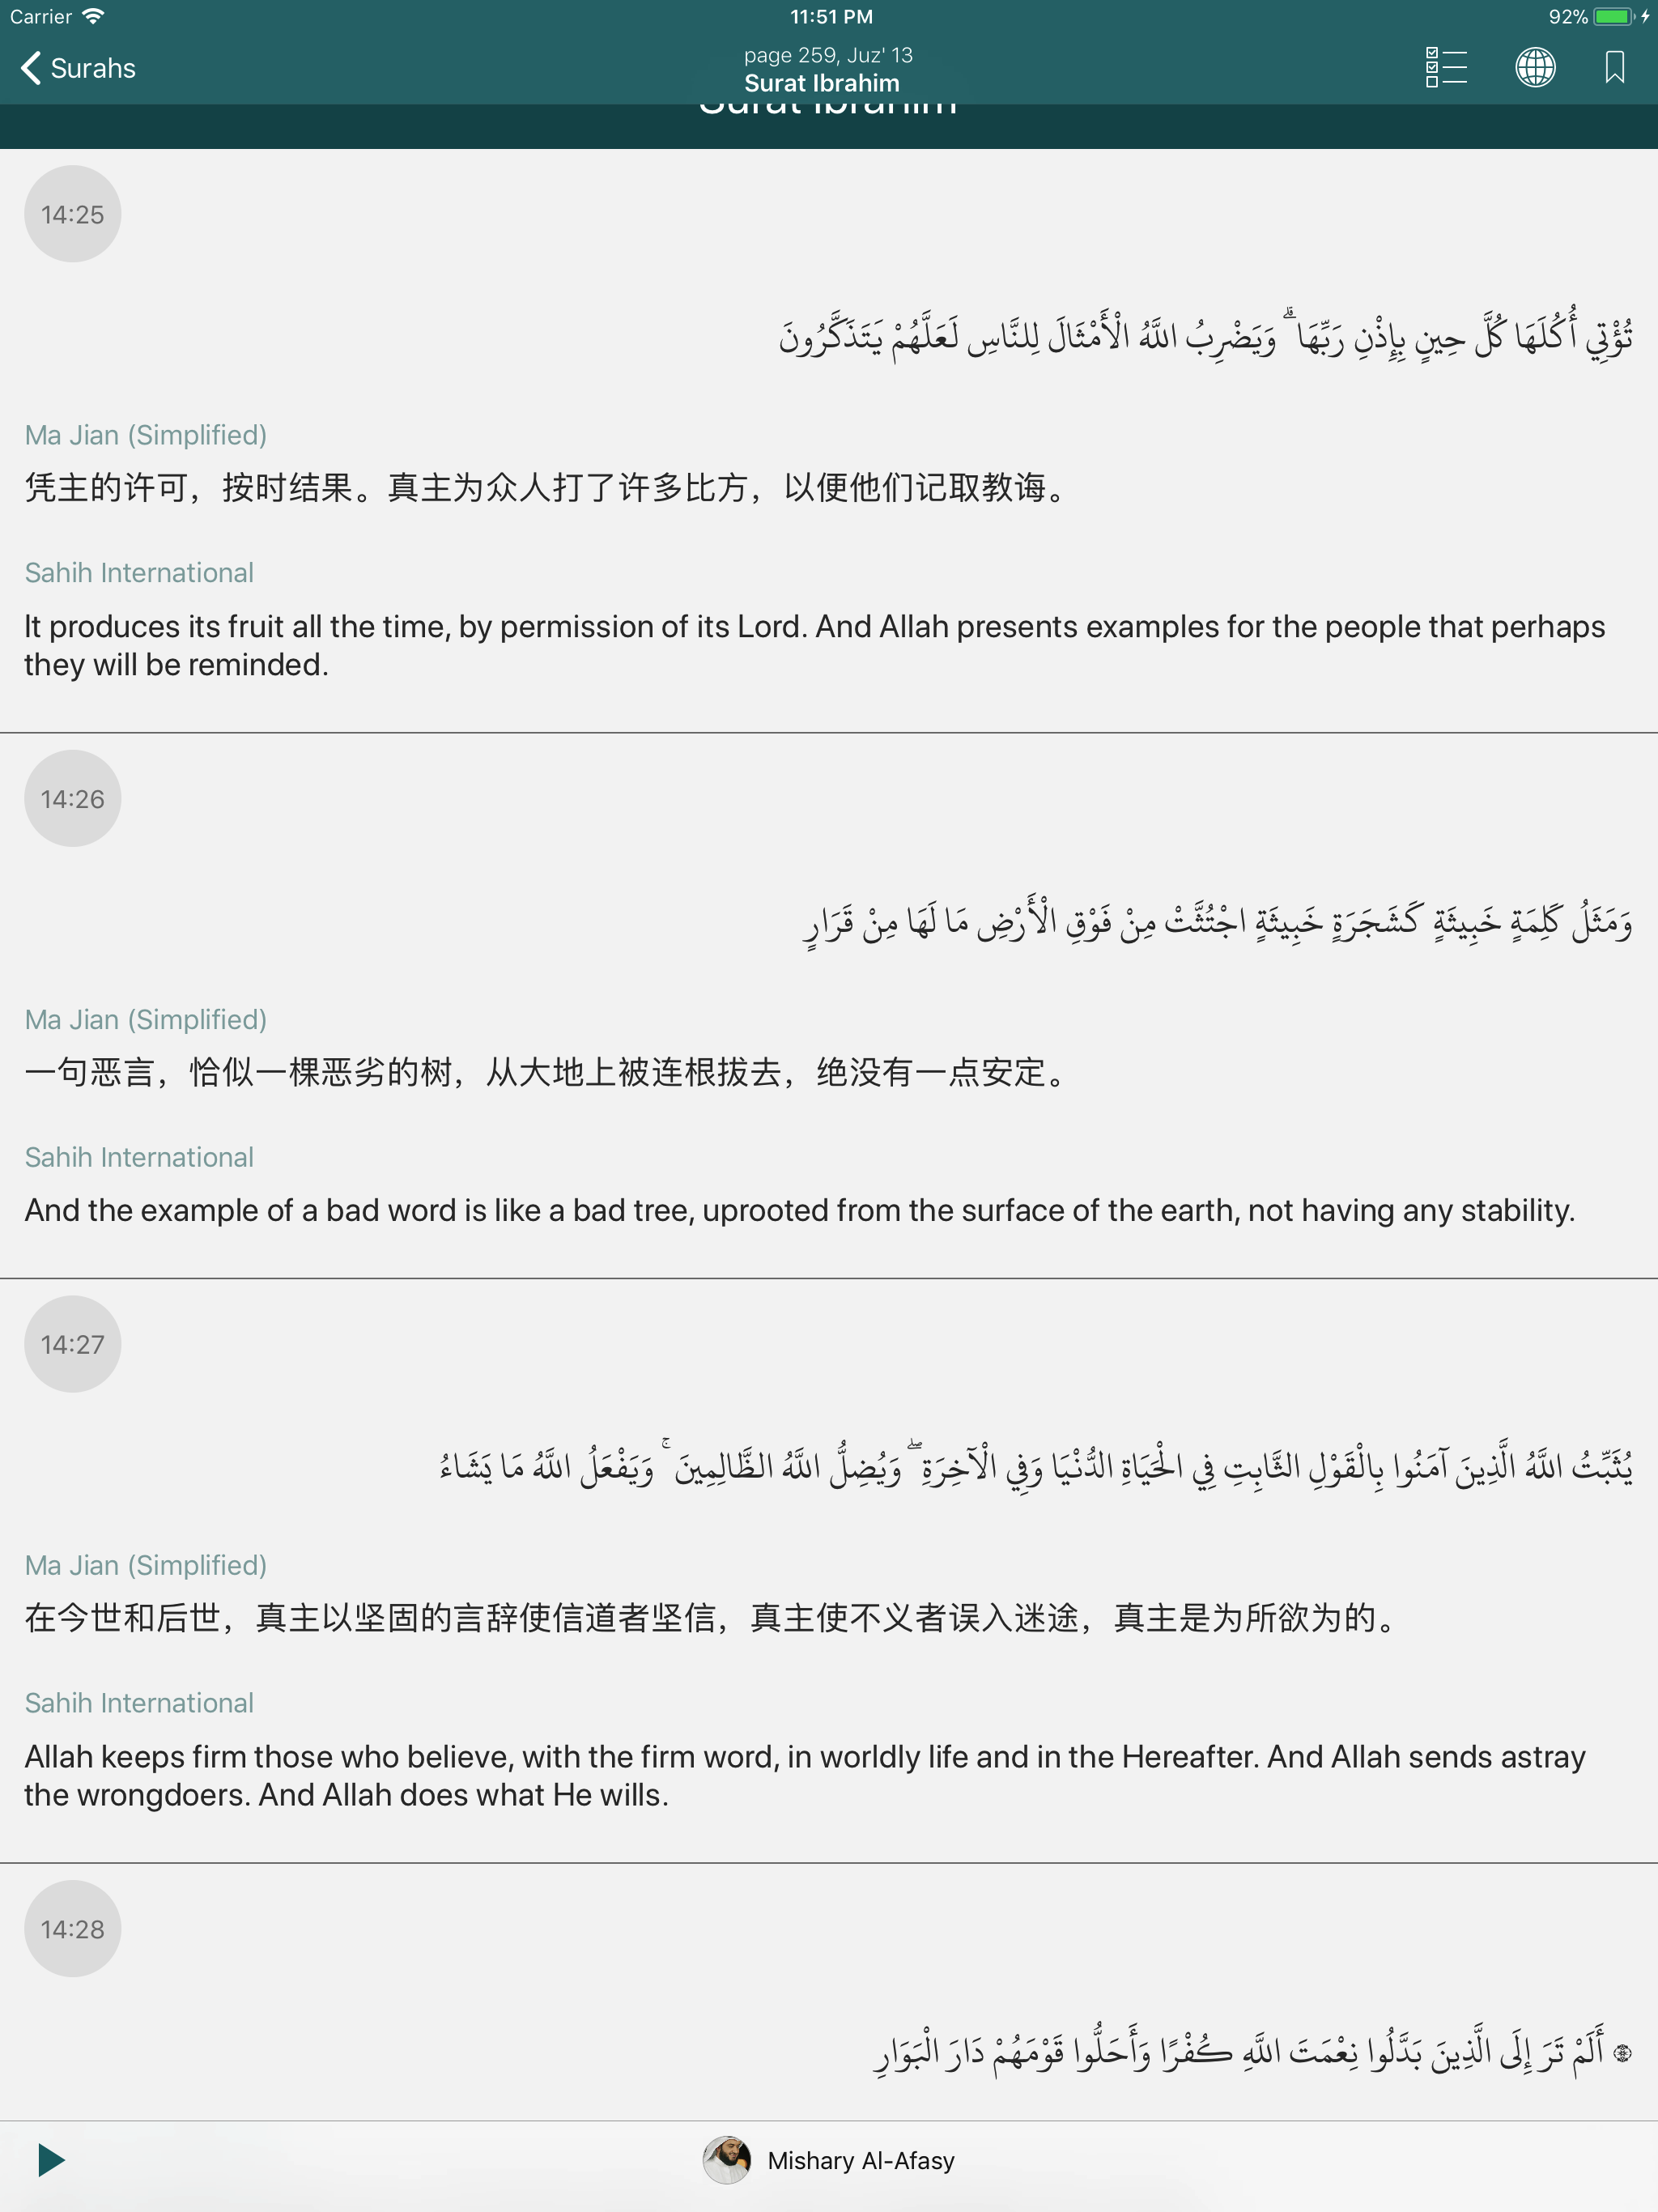 Carrier 11:51 PM 92%
Surahs
page 259, Juz' 13
Surat Ibrahim
Surat Ibrahim
14:25
تُؤْتِي أُكُلَهَا كُلَّ حِينٍ بِإِذْنِ رَبِّهَا ۗ وَيَضْرِبُ اللَّهُ الْأَمْثَالَ لِلنَّاسِ لَعَلَّهُمْ يَتَذَكَّرُونَ
Ma Jian (Simplified)
凭主的许可，按时结果。真主为众人打了许多比方，以便他们记取教诲。
Sahih International
It produces its fruit all the time, by permission of its Lord. And Allah presents examples for the people that perhaps
they will be reminded.
14:26
وَمَثَلُ كَلِمَةٍ خَبِيثَةٍ كَشَجَرَةٍ خَبِيثَةٍ اجْتُثَّتْ مِنْ فَوْقِ الْأَرْضِ مَا لَهَا مِنْ قَرَارٍ
Ma Jian (Simplified)
一句恶言，恰似一棵恶劣的树，从大地上被连根拔去，绝没有一点安定。
Sahih International
And the example of a bad word is like a bad tree, uprooted from the surface of the earth, not having any stability.
14:27
يُثَبِّتُ اللَّهُ الَّذِينَ آمَنُوا بِالْقَوْلِ الثَّابِتِ فِي الْحَيَاةِ الدُّنْيَا وَفِي الْآخِرَةِ ۖ وَيُضِلُّ اللَّهُ الظَّالِمِينَ ۚ وَيَفْعَلُ اللَّهُ مَا يَشَاءُ
Ma Jian (Simplified)
在今世和后世，真主以坚固的言辞使信道者坚信，真主使不义者误入迷途，真主是为所欲为的。
Sahih International
Allah keeps firm those who believe, with the firm word, in worldly life and in the Hereafter. And Allah sends astray
the wrongdoers. And Allah does what He wills.
14:28
۞ أَلَمْ تَرَ إِلَى الَّذِينَ بَدَّلُوا نِعْمَتَ اللَّهِ كُفْرًا وَأَحَلُّوا قَوْمَهُمْ دَارَ الْبَوَارِ
Mishary Al-Afasy